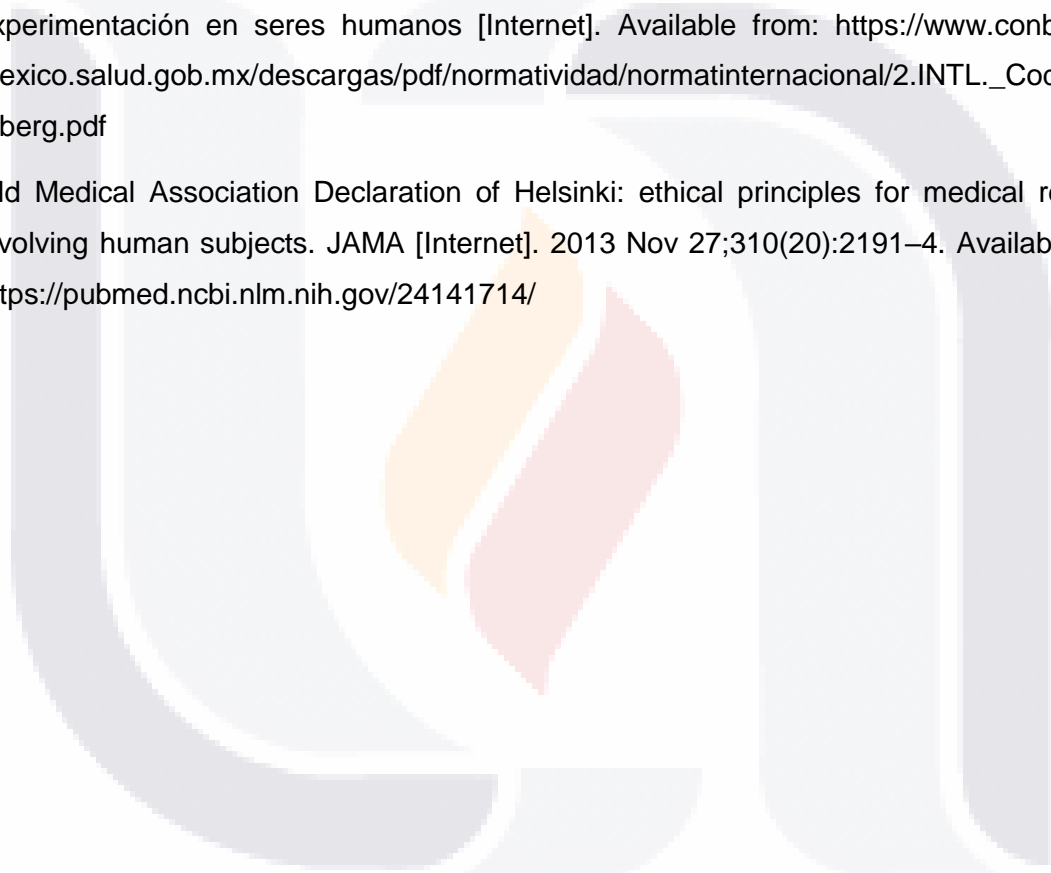 xperimentación en seres humanos [Internet]. Available from: https://www.conb
exico.salud.gob.mx/descargas/pdf/normatividad/normatinternacional/2.INTL._Coc
berg.pdf
ld Medical Association Declaration of Helsinki: ethical principles for medical re
volving human subjects. JAMA [Internet]. 2013 Nov 27;310(20):2191–4. Availab
tps://pubmed.ncbi.nlm.nih.gov/24141714/